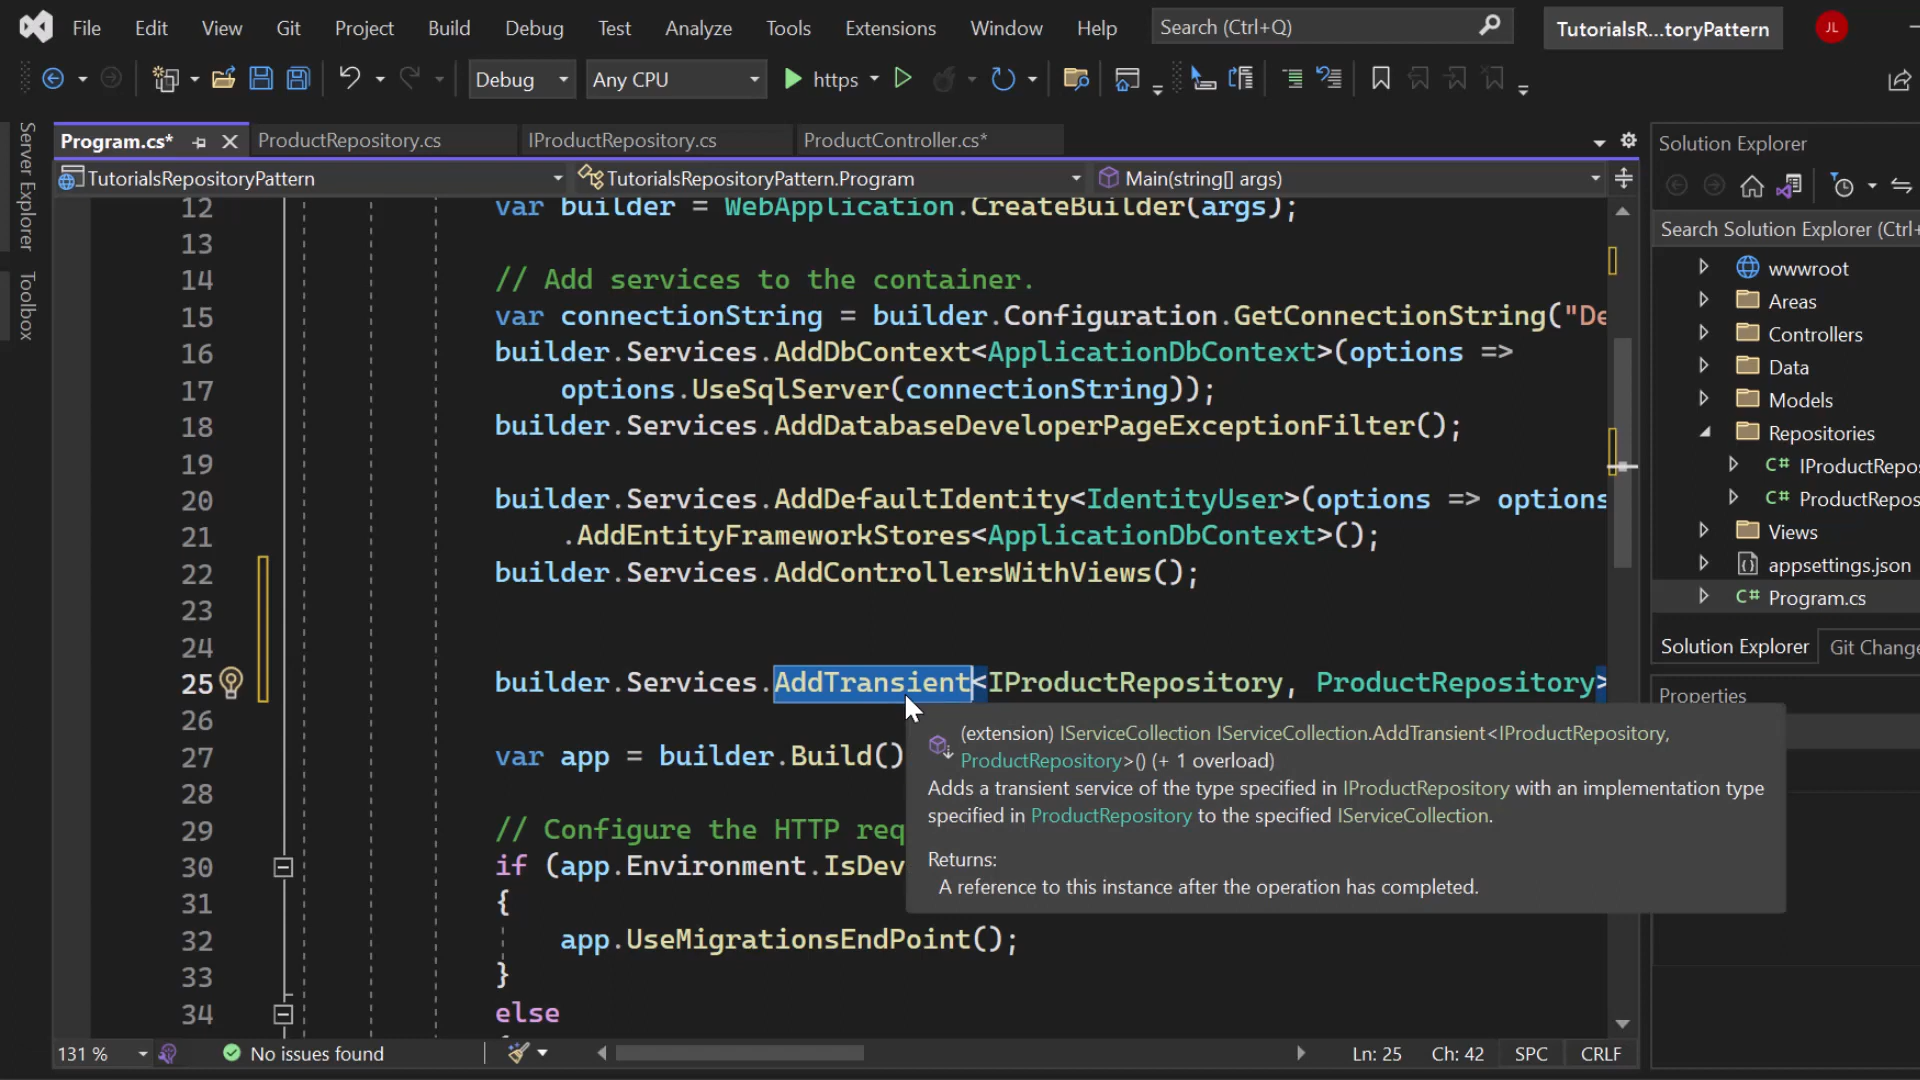 File Edit View Git Project Build Debug Test Analyze Tools Extensions Window Help Search (Ctrl+Q) TutorialsR...toryPattern JL
Debug Any CPU https
Server Explorer
Toolbox
Program.cs* ProductRepository.cs IProductRepository.cs ProductController.cs*
TutorialsRepositoryPattern TutorialsRepositoryPattern.Program Main(string[] args)
12 var builder = WebApplication.CreateBuilder(args);
13
14 // Add services to the container.
15 var connectionString = builder.Configuration.GetConnectionString("De
16 builder.Services.AddDbContext<ApplicationDbContext>(options =>
17 options.UseSqlServer(connectionString));
18 builder.Services.AddDatabaseDeveloperPageExceptionFilter();
19
20 builder.Services.AddDefaultIdentity<IdentityUser>(options => options
21 .AddEntityFrameworkStores<ApplicationDbContext>();
22 builder.Services.AddControllersWithViews();
23
24
25 builder.Services.AddTransient<IProductRepository, ProductRepository>
26
27 var app = builder.Build()
28
29 // Configure the HTTP req
30 if (app.Environment.IsDev
31 {
32 app.UseMigrationsEndPoint();
33 }
34 else
(extension) IServiceCollection IServiceCollection.AddTransient<IProductRepository,
ProductRepository>() (+ 1 overload)
Adds a transient service of the type specified in IProductRepository with an implementation type
specified in ProductRepository to the specified IServiceCollection.
Returns:
A reference to this instance after the operation has completed.
Solution Explorer
Search Solution Explorer (Ctrl+
wwwroot
Areas
Controllers
Data
Models
Repositories
C# IProductRepos
C# ProductRepos
Views
appsettings.json
C# Program.cs
Solution Explorer Git Change
Properties
131 % No issues found Ln: 25 Ch: 42 SPC CRLF